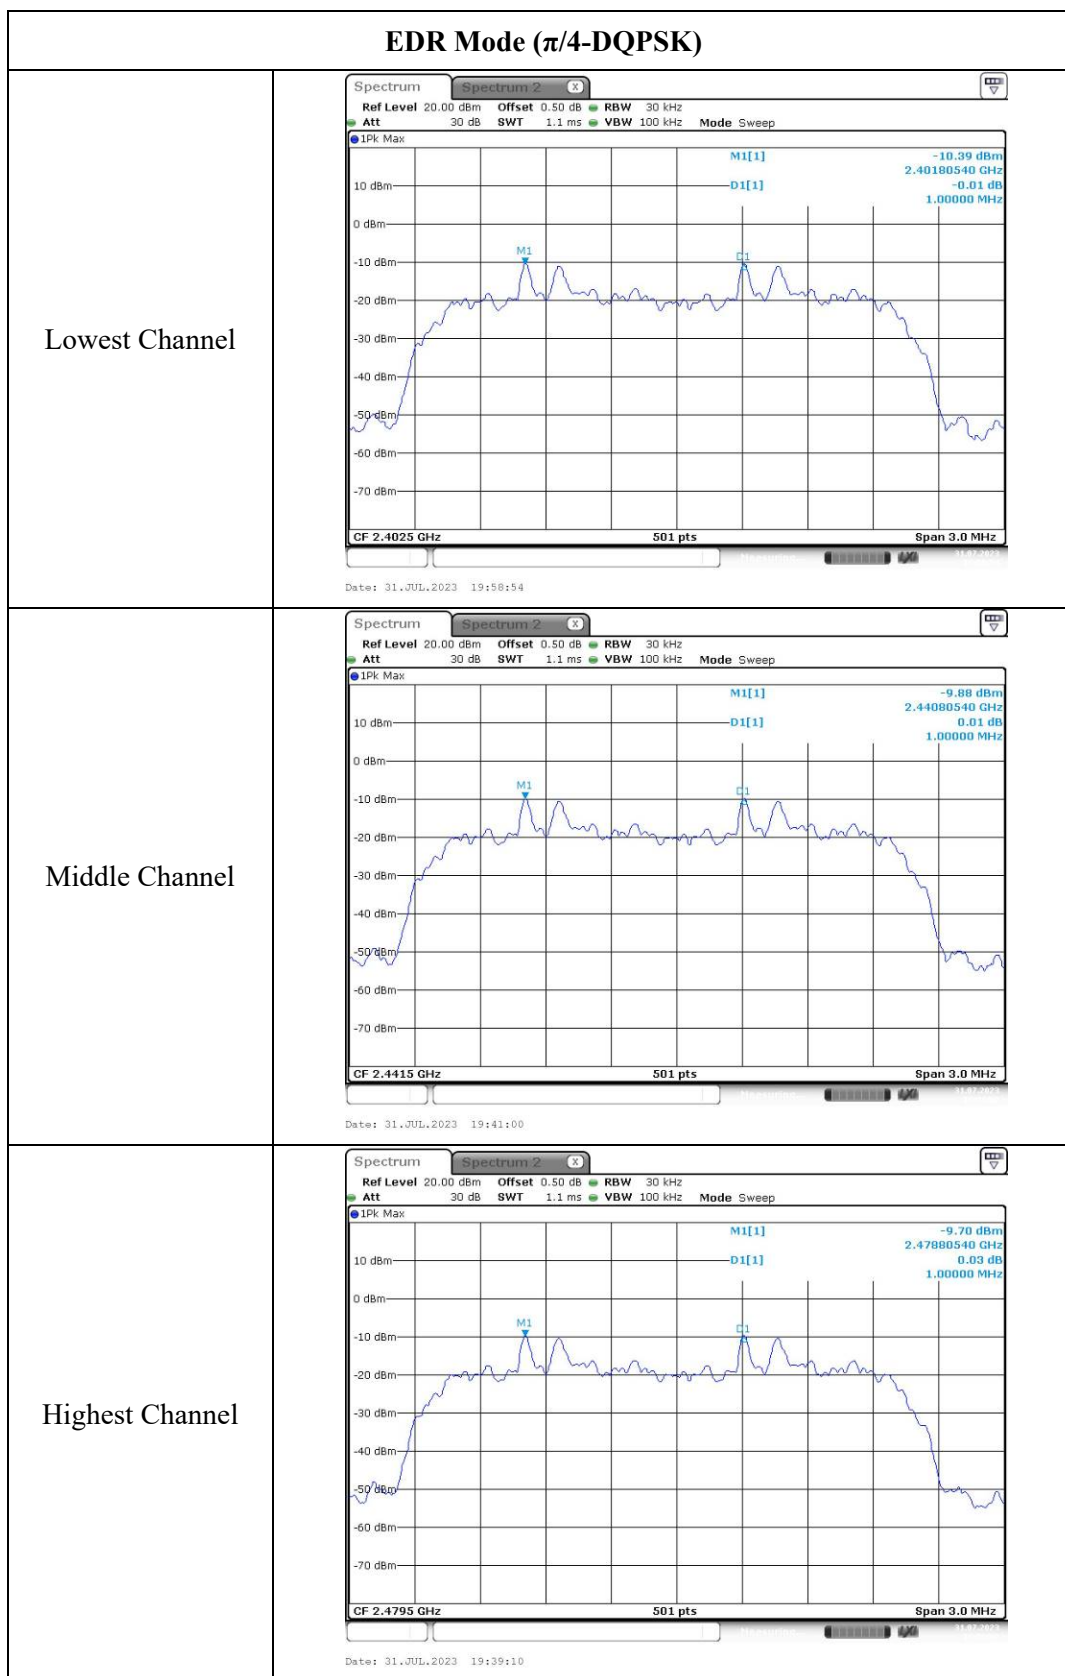 EDR Mode (π/4-DQPSK)
Lowest Channel
Spectrum Spectrum 2 X
Ref Level 20.00 dBm Offset 0.50 dB RBW 30 kHz
Att 30 dB SWT 1.1 ms VBW 100 kHz Mode Sweep
1Pk Max
M1[1] -10.39 dBm
2.40180540 GHz
10 dBm D1[1] -0.01 dB
1.00000 MHz
0 dBm
M1
D1
-10 dBm
-20 dBm
-30 dBm
-40 dBm
-50 dBm
-60 dBm
-70 dBm
CF 2.4025 GHz 501 pts Span 3.0 MHz
Measuring... 31.07.2023
Date: 31.JUL.2023 19:58:54
Middle Channel
Spectrum Spectrum 2 X
Ref Level 20.00 dBm Offset 0.50 dB RBW 30 kHz
Att 30 dB SWT 1.1 ms VBW 100 kHz Mode Sweep
1Pk Max
M1[1] -9.88 dBm
2.44080540 GHz
10 dBm D1[1] 0.01 dB
1.00000 MHz
0 dBm
M1
D1
-10 dBm
-20 dBm
-30 dBm
-40 dBm
-50 dBm
-60 dBm
-70 dBm
CF 2.4415 GHz 501 pts Span 3.0 MHz
Measuring... 31.07.2023
Date: 31.JUL.2023 19:41:00
Highest Channel
Spectrum Spectrum 2 X
Ref Level 20.00 dBm Offset 0.50 dB RBW 30 kHz
Att 30 dB SWT 1.1 ms VBW 100 kHz Mode Sweep
1Pk Max
M1[1] -9.70 dBm
2.47880540 GHz
10 dBm D1[1] 0.03 dB
1.00000 MHz
0 dBm
M1
D1
-10 dBm
-20 dBm
-30 dBm
-40 dBm
-50 dBm
-60 dBm
-70 dBm
CF 2.4795 GHz 501 pts Span 3.0 MHz
Measuring... 31.07.2023
Date: 31.JUL.2023 19:39:10